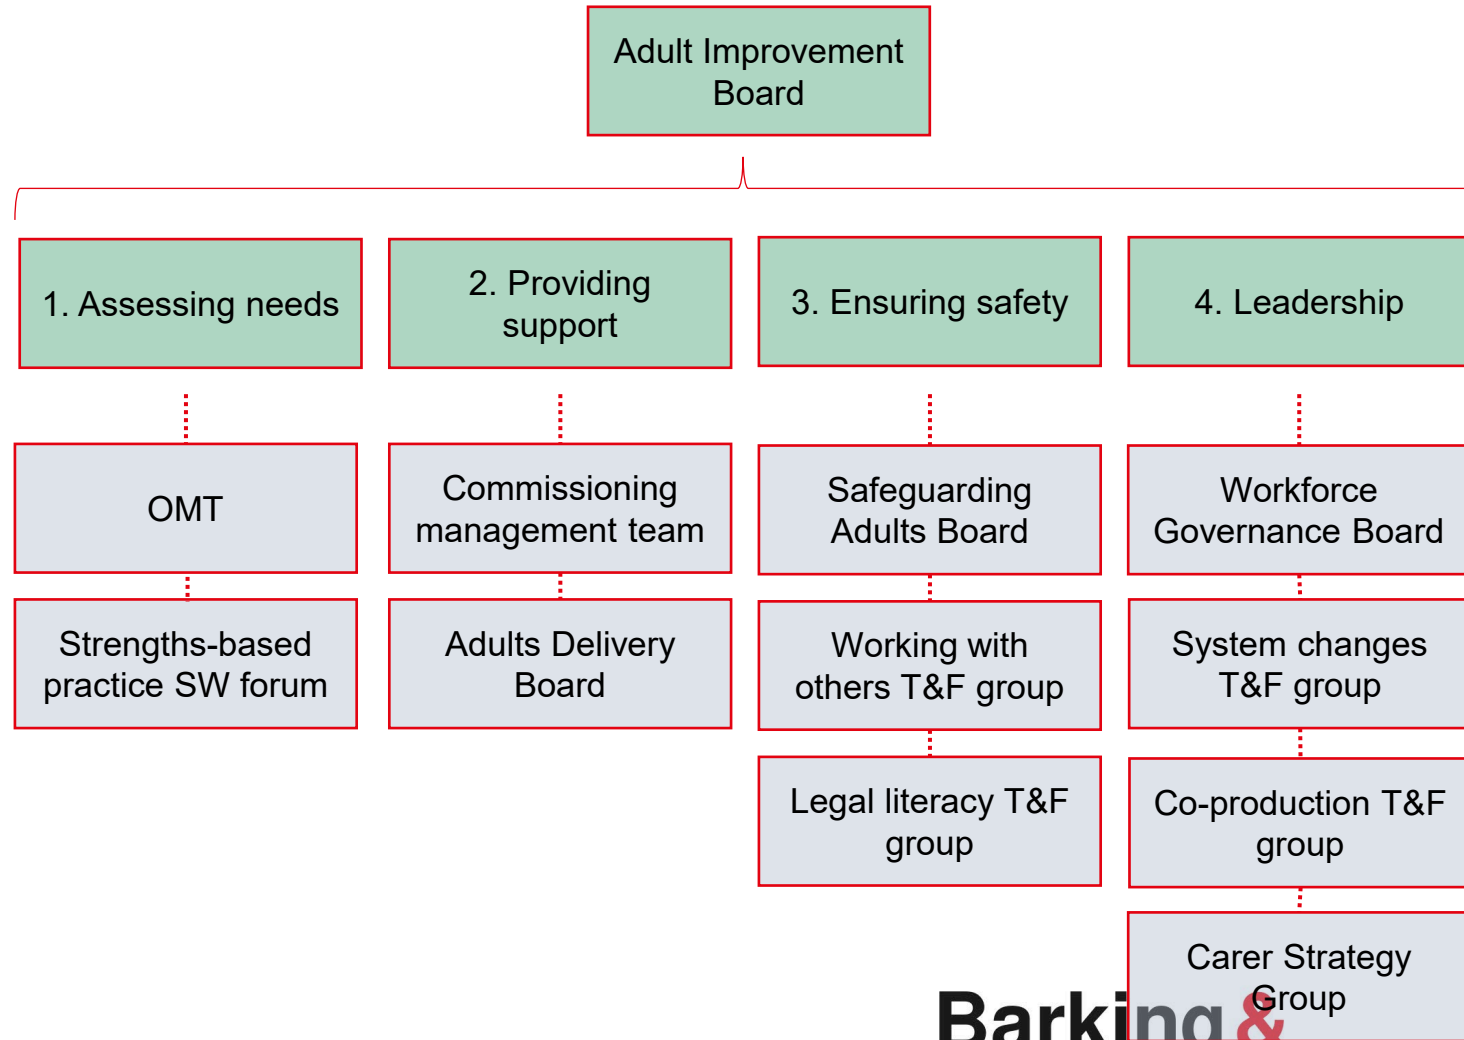 Adult Improvement
Board
1. Assessing needs
2. Providing
support
3. Ensuring safety
4. Leadership
OMT
Commissioning
management team
Safeguarding
Adults Board
Workforce
Governance Board
Strengths-based
practice SW forum
Adults Delivery
Board
Working with
others T&F group
System changes
T&F group
Legal literacy T&F
group
Co-production T&F
group
Carer Strategy
Group
Barking &